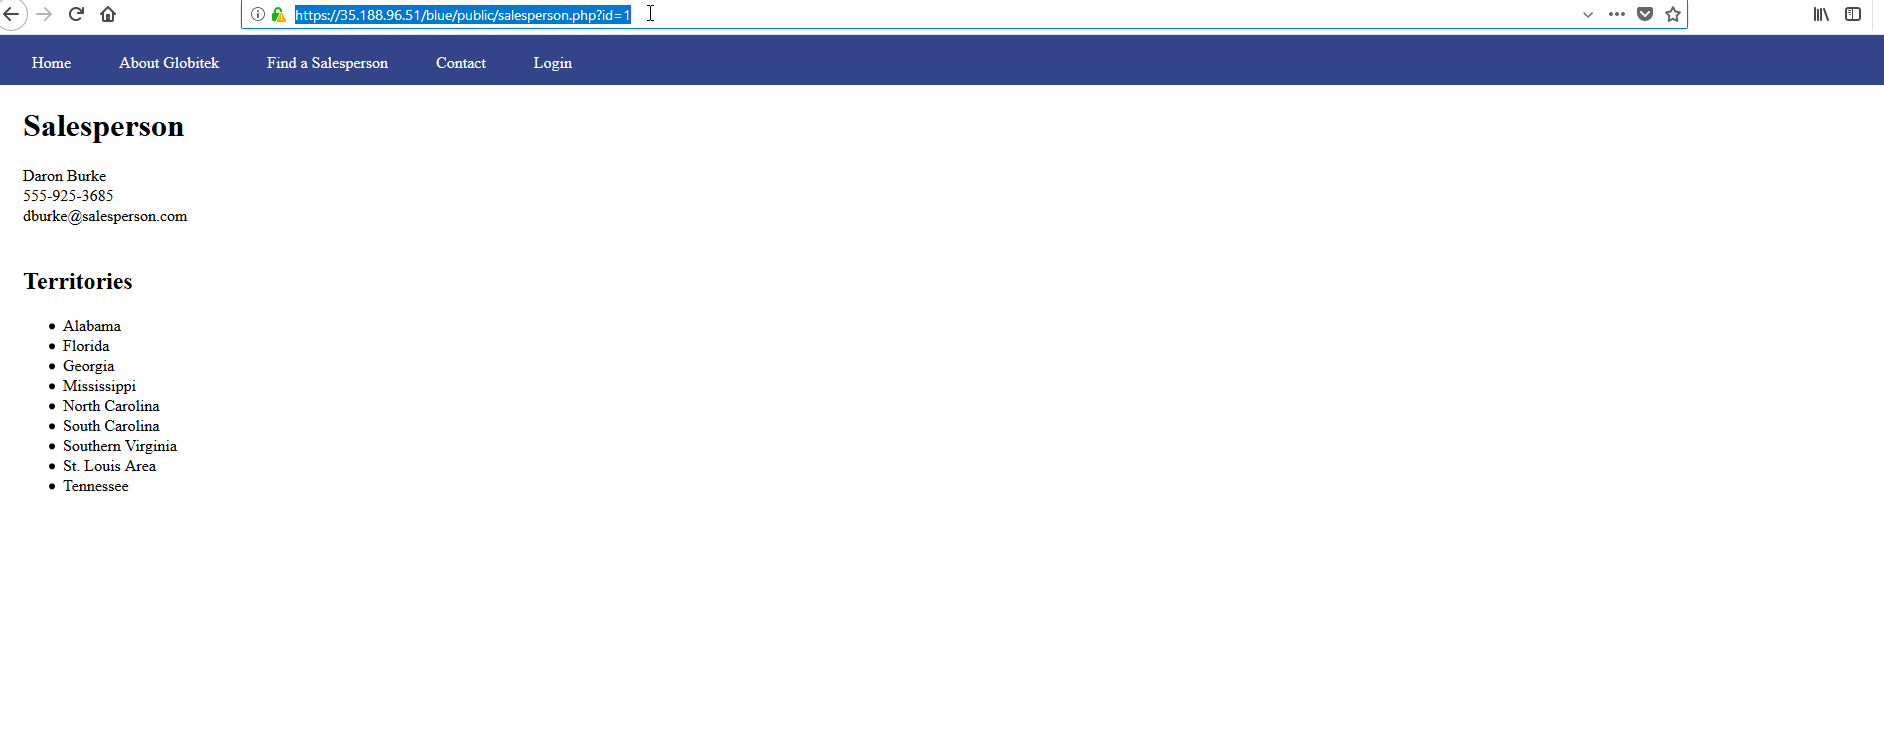 https://35.188.96.51/blue/public/salesperson.php?id=1
Home About Globitek Find a Salesperson Contact Login
Salesperson
Daron Burke
555-925-3685
dburke@salesperson.com
Territories
Alabama
Florida
Georgia
Mississippi
North Carolina
South Carolina
Southern Virginia
St. Louis Area
Tennessee